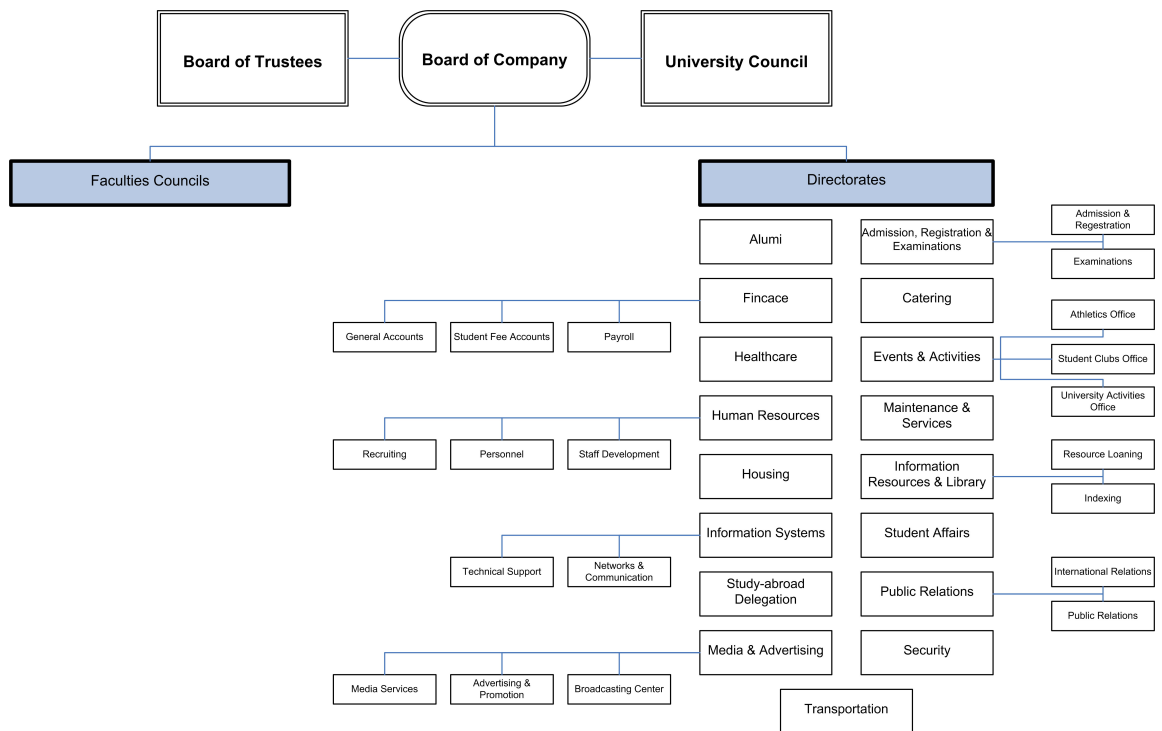 Board of Trustees
Board of Company
University Council
Faculties Councils
Directorates
Alumi
Admission, Registration &
Examinations
Admission &
Regestration
Examinations
Fincace
Catering
General Accounts
Student Fee Accounts
Payroll
Athletics Office
Healthcare
Events & Activities
Student Clubs Office
University Activities
Office
Human Resources
Maintenance &
Services
Recruiting
Personnel
Staff Development
Housing
Information
Resources & Library
Resource Loaning
Indexing
Information Systems
Student Affairs
Technical Support
Networks &
Communication
Study-abroad
Delegation
Public Relations
International Relations
Public Relations
Media & Advertising
Security
Media Services
Advertising &
Promotion
Broadcasting Center
Transportation